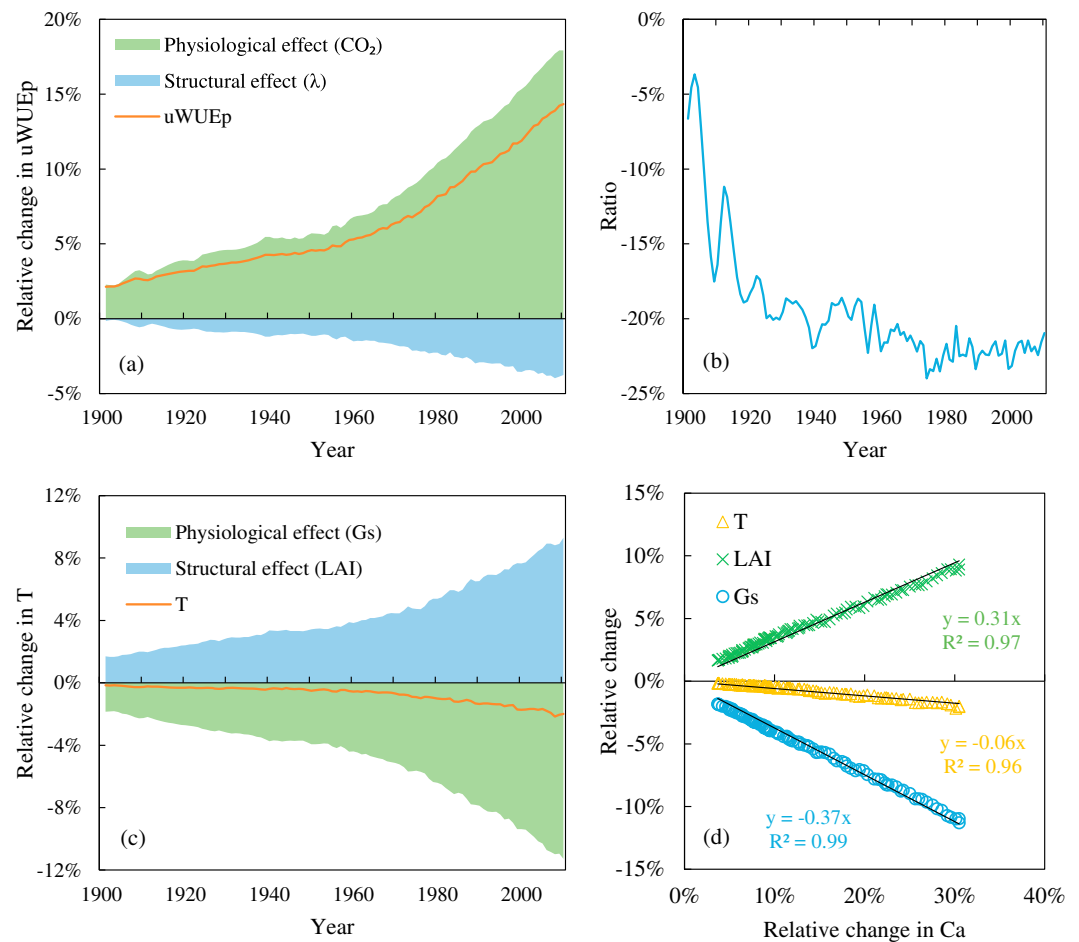 20%
15%
10%
5%
0%
-5%
Relative change in uWUEp
Physiological effect (CO₂)
Structural effect (λ)
uWUEp
(a)
1900 1920 1940 1960 1980 2000
Year
0%
-5%
-10%
-15%
-20%
-25%
Ratio
(b)
1900 1920 1940 1960 1980 2000
Year
12%
8%
4%
0%
-4%
-8%
-12%
Relative change in T
Physiological effect (Gs)
Structural effect (LAI)
T
(c)
1900 1920 1940 1960 1980 2000
Year
15%
10%
5%
0%
-5%
-10%
-15%
Relative change
T
LAI
Gs
y = 0.31x
R² = 0.97
y = -0.06x
R² = 0.96
y = -0.37x
R² = 0.99
(d)
0% 10% 20% 30% 40%
Relative change in Ca